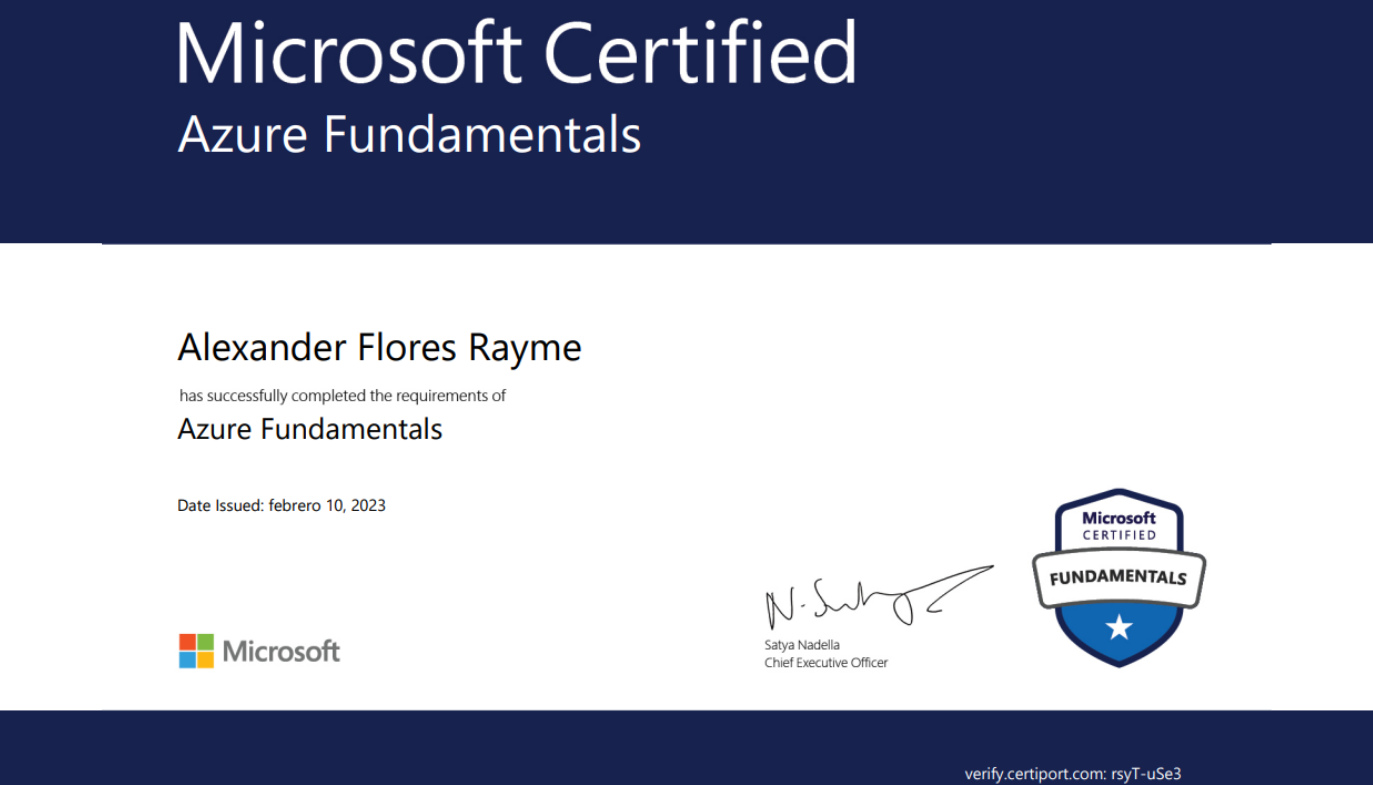 Microsoft Certified
Azure Fundamentals
Alexander Flores Rayme
has successfully completed the requirements of
Azure Fundamentals
Date Issued: febrero 10, 2023
Microsoft
CERTIFIED
FUNDAMENTALS
Satya Nadella
Chief Executive Officer
Microsoft
verify.certiport.com: rsyT-uSe3